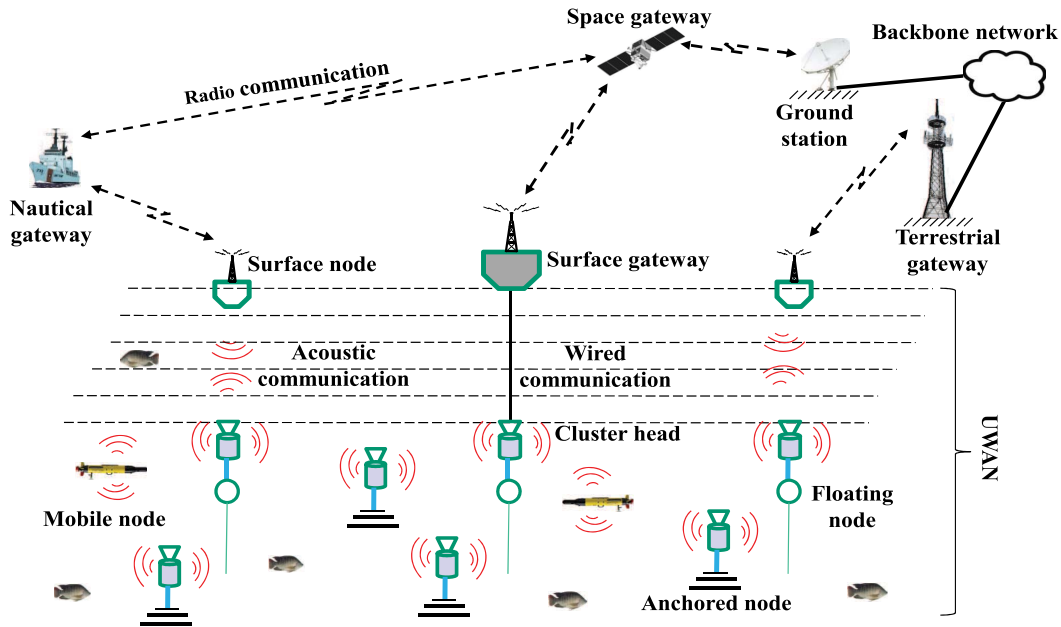 Space gateway
Backbone network
Radio communication
Ground
station
Nautical
gateway
Terrestrial
gateway
Surface node
Surface gateway
Acoustic
communication
Wired
communication
Cluster head
UWAN
Mobile node
Floating
node
Anchored node